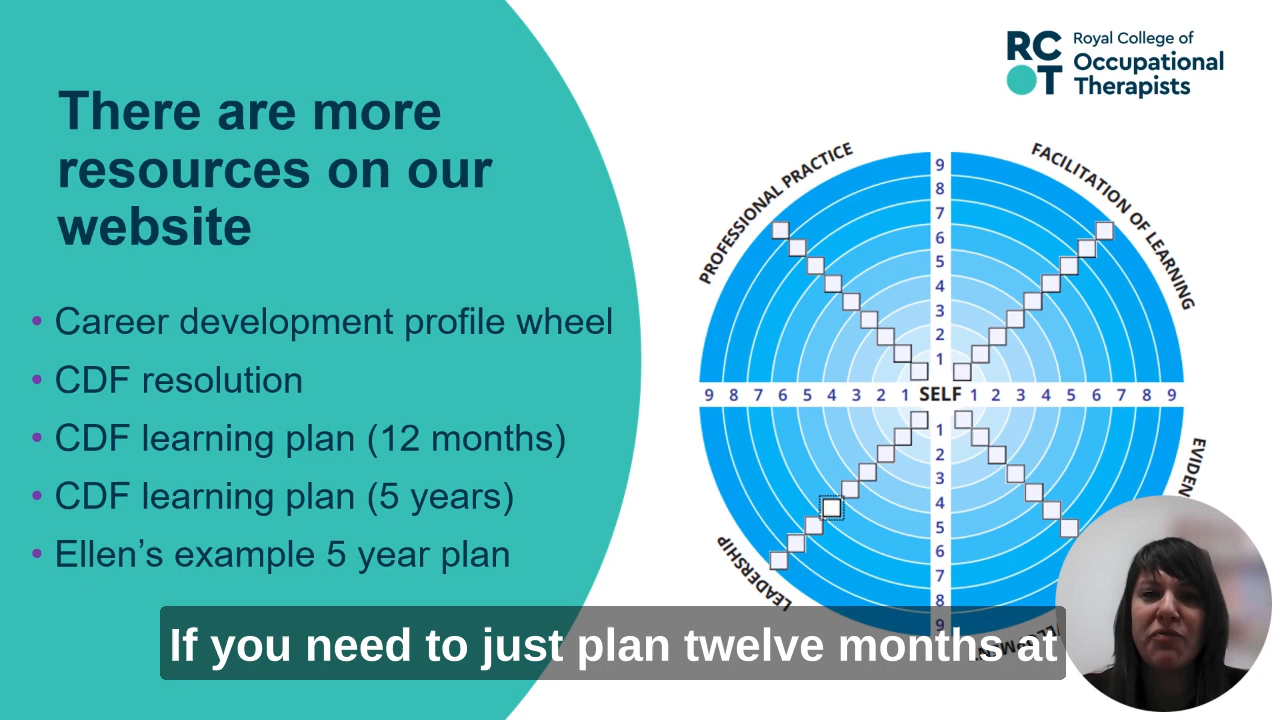 RC Royal College of
OT Occupational
Therapists
There are more
resources on our
website
• Career development profile wheel
• CDF resolution
• CDF learning plan (12 months)
• CDF learning plan (5 years)
• Ellen’s example 5 year plan
PROFESSIONAL PRACTICE
FACILITATION OF LEARNING
9
8
7
6
5
4
3
2
1
9 8 7 6 5 4 3 2 1 SELF 1 2 3 4 5 6 7 8 9
1
2
3
4
5
6
7
8
9
LEADERSHIP
If you need to just plan twelve months at